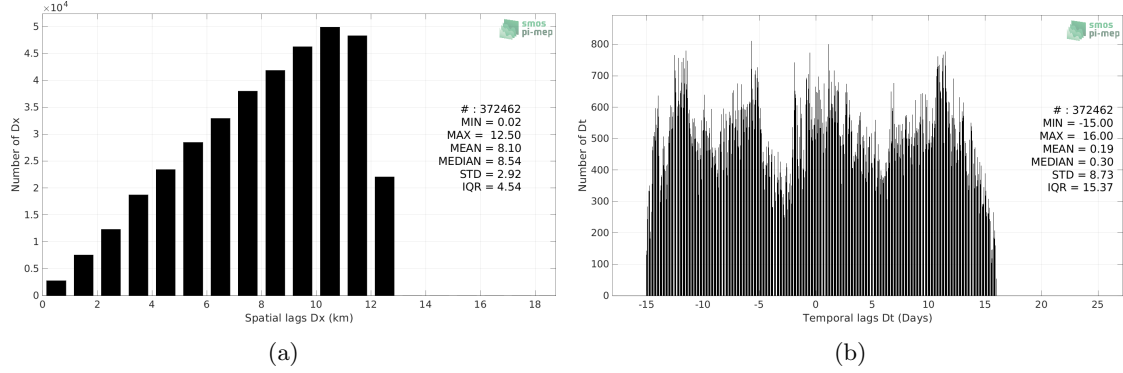 ×10⁴
5
4.5
4
3.5
3
2.5
2
1.5
1
0.5
0
Number of Dx
0 2 4 6 8 10 12 14 16 18
Spatial lags Dx (km)
smos
pi-mep
# : 372462
MIN = 0.02
MAX = 12.50
MEAN = 8.10
MEDIAN = 8.54
STD = 2.92
IQR = 4.54
(a)
800
700
600
500
400
300
200
100
0
Number of Dt
-15 -10 -5 0 5 10 15 20 25
Temporal lags Dt (Days)
smos
pi-mep
# : 372462
MIN = -15.00
MAX = 16.00
MEAN = 0.19
MEDIAN = 0.30
STD = 8.73
IQR = 15.37
(b)